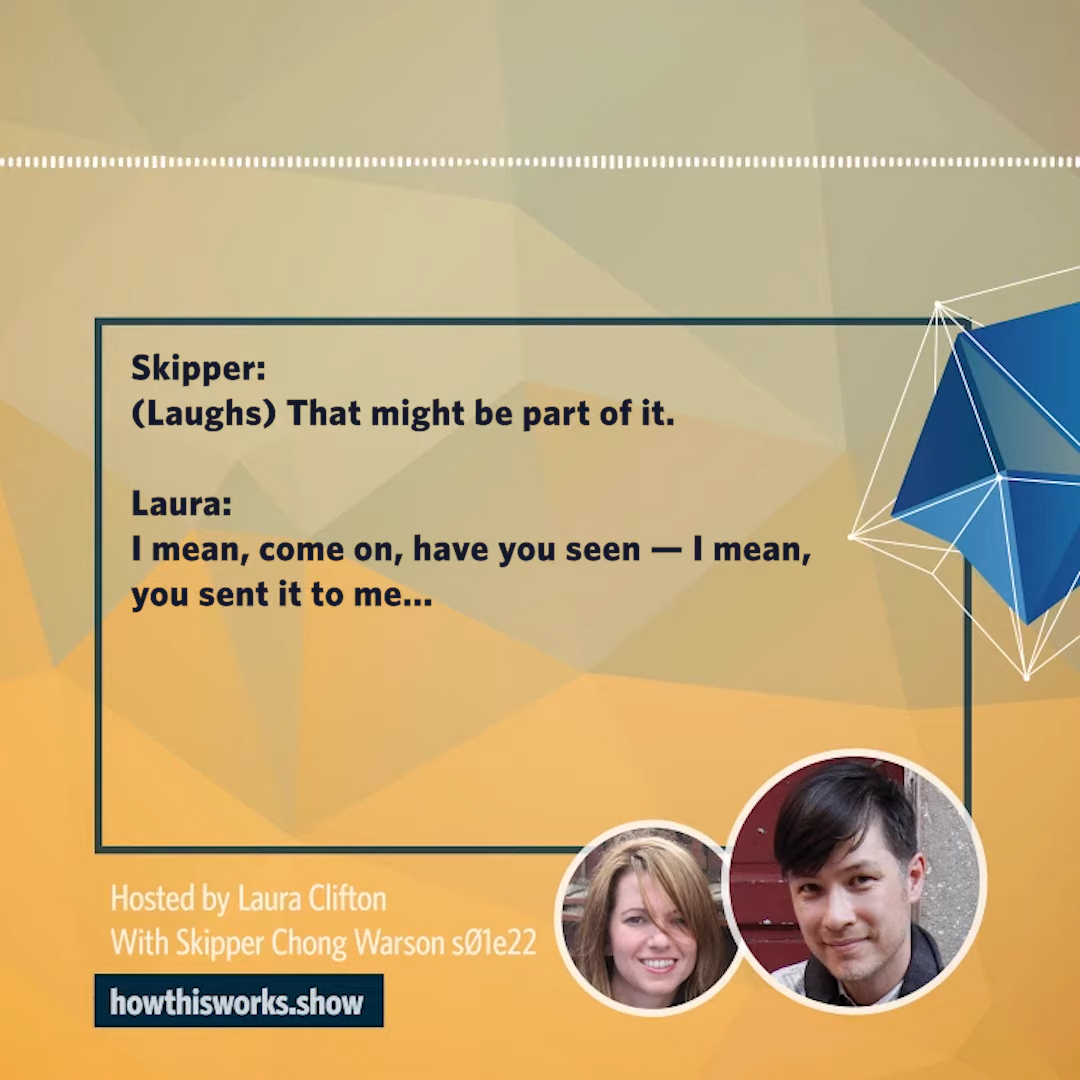 Skipper:
(Laughs) That might be part of it.
Laura:
I mean, come on, have you seen — I mean,
you sent it to me...
Hosted by Laura Clifton
With Skipper Chong Warson sØ1e22
howthisworks.show